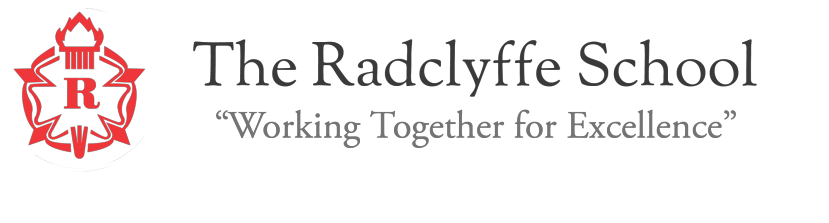 R
The Radclyffe School
“Working Together for Excellence”